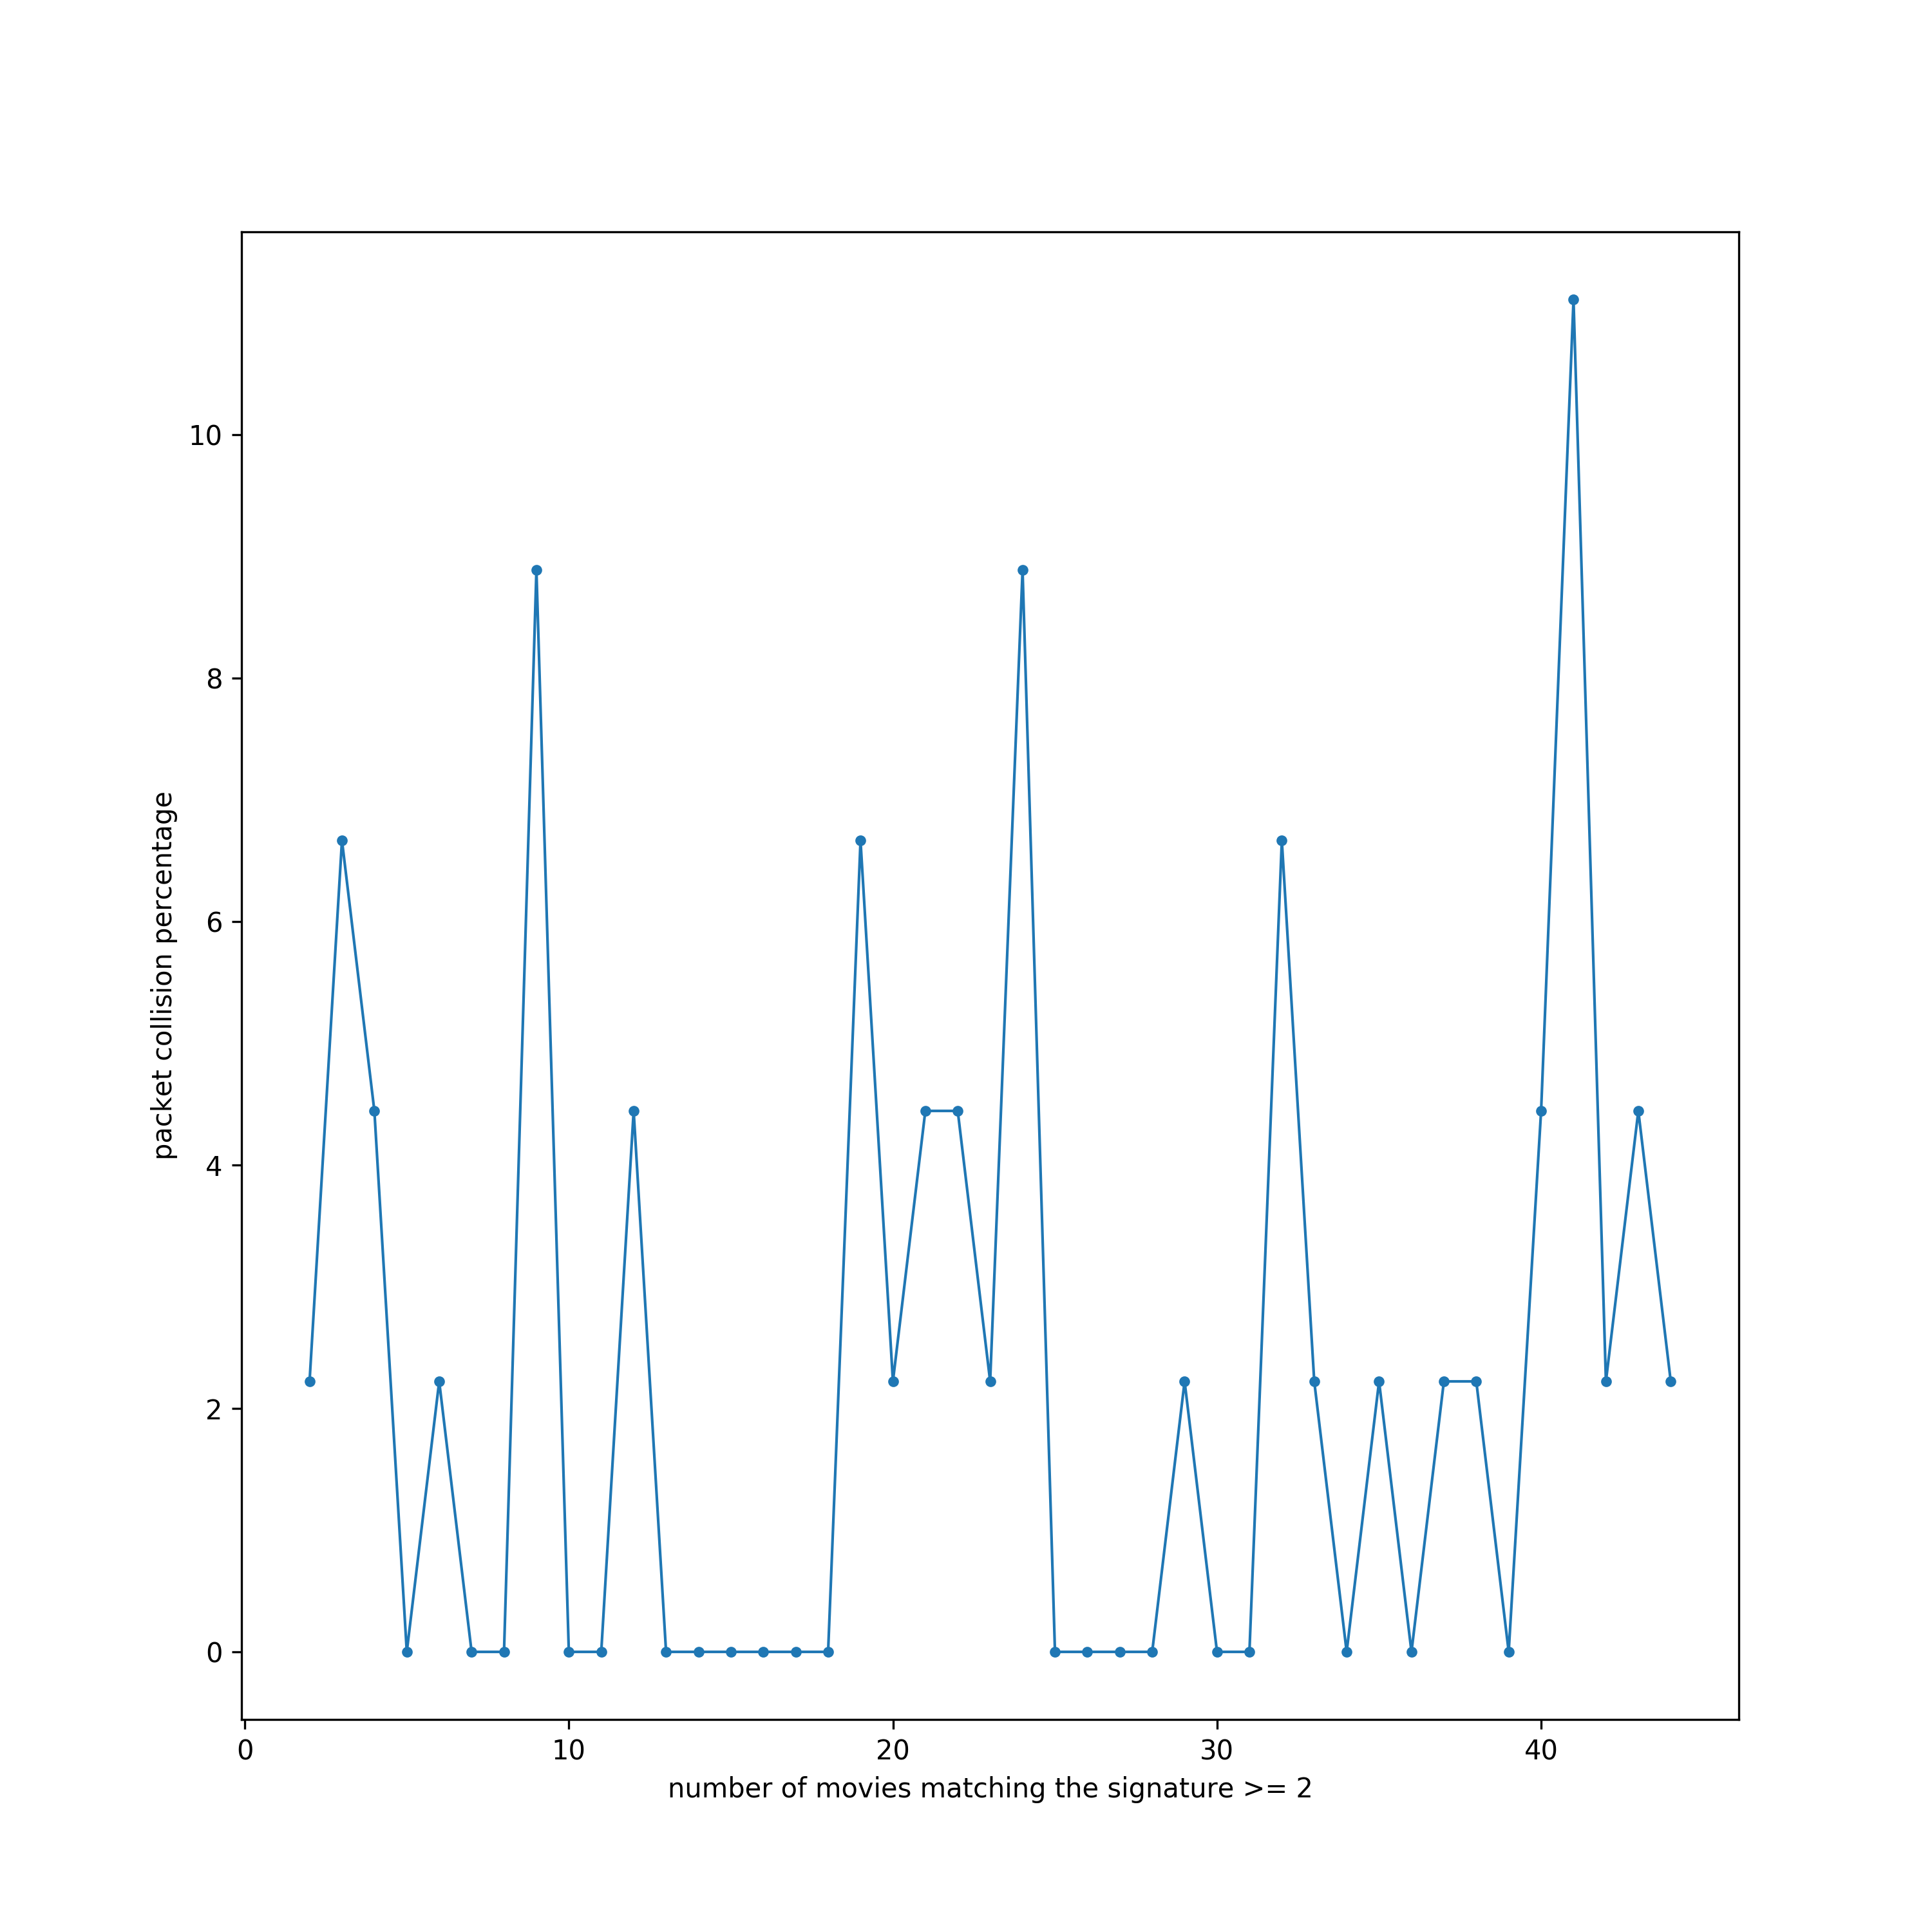 10
8
6
4
2
0
packet collision percentage
0 10 20 30 40
number of movies matching the signature >= 2